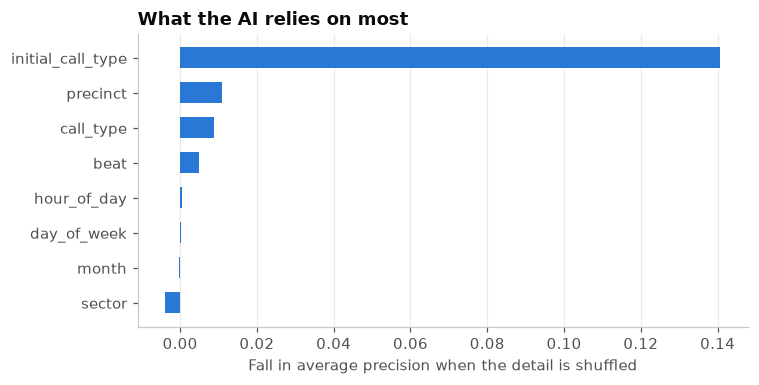 What the AI relies on most
initial_call_type
precinct
call_type
beat
hour_of_day
day_of_week
month
sector
0.00 0.02 0.04 0.06 0.08 0.10 0.12 0.14
Fall in average precision when the detail is shuffled